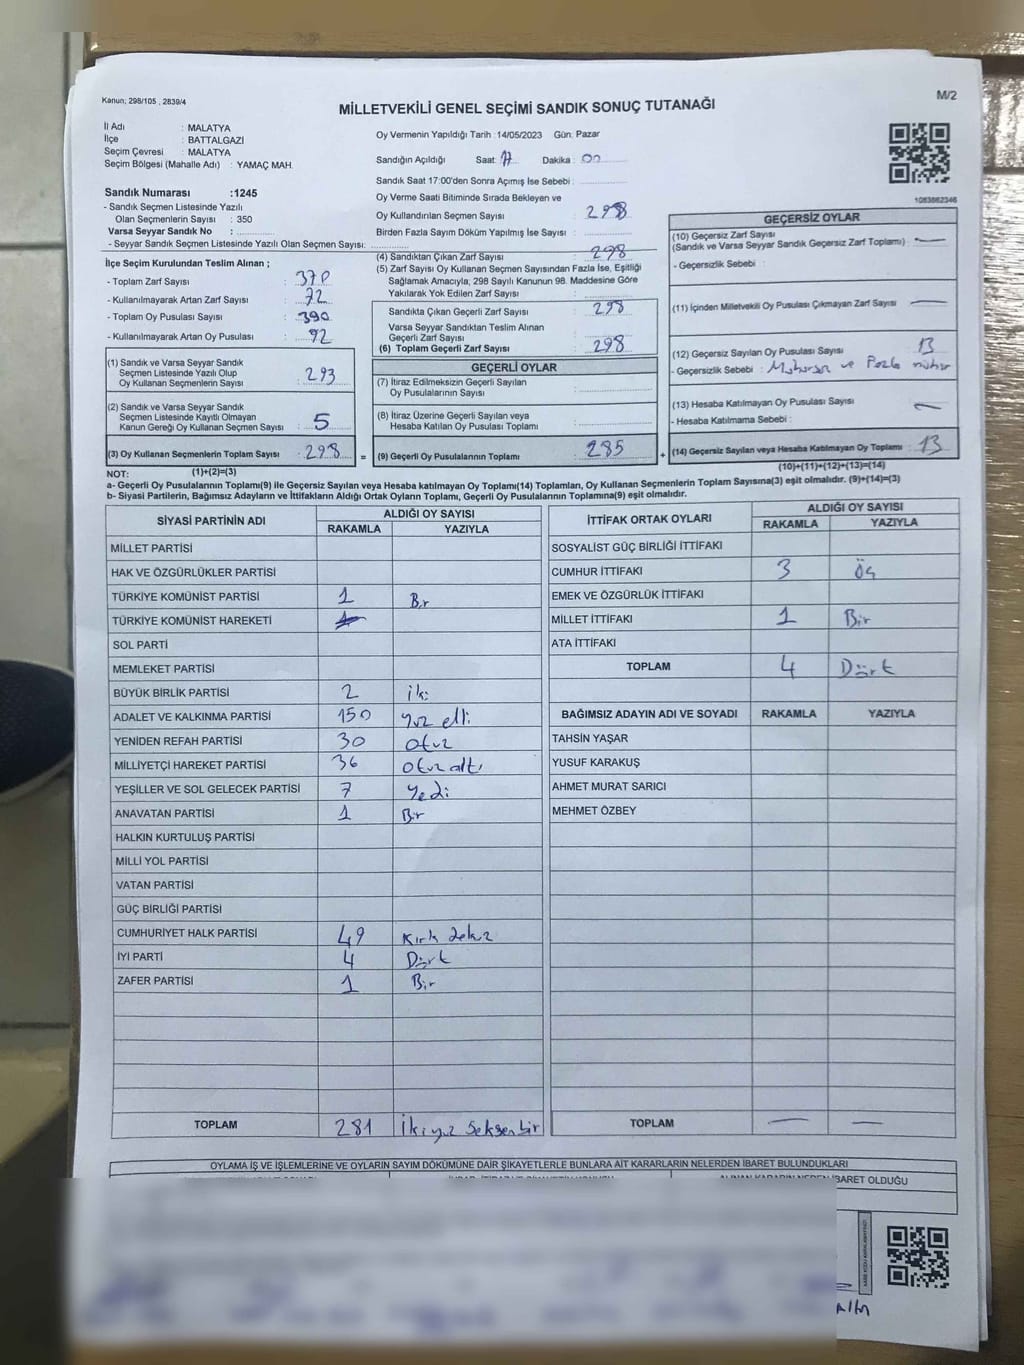 Kanun; 298/105 , 2839/4
M/2
MİLLETVEKİLİ GENEL SEÇİMİ SANDIK SONUÇ TUTANAĞI
İl Adı : MALATYA
İlçe : BATTALGAZİ
Seçim Çevresi : MALATYA
Seçim Bölgesi (Mahalle Adı) : YAMAÇ MAH.
Sandık Numarası :1245
- Sandık Seçmen Listesinde Yazılı
Olan Seçmenlerin Sayısı : 350
Varsa Seyyar Sandık No :
- Seyyar Sandık Seçmen Listesinde Yazılı Olan Seçmen Sayısı:
Oy Vermenin Yapıldığı Tarih :14/05/2023 Gün: Pazar
Sandığın Açıldığı Saat: 17 Dakika : 00
Sandık Saat 17:00'den Sonra Açımış İse Sebebi :
Oy Verme Saati Bitiminde Sırada Bekleyen ve
Oy Kullandırılan Seçmen Sayısı : 298
Birden Fazla Sayım Döküm Yapılmış İse Sayısı :
1083862346
İlçe Seçim Kurulundan Teslim Alınan ;
- Toplam Zarf Sayısı : 370
- Kullanılmayarak Artan Zarf Sayısı : 72
- Toplam Oy Pusulası Sayısı : 390
- Kullanılmayarak Artan Oy Pusulası : 92
(1) Sandık ve Varsa Seyyar Sandık
Seçmen Listesinde Yazılı Olup
Oy Kullanan Seçmenlerin Sayısı : 293
(2) Sandık ve Varsa Seyyar Sandık
Seçmen Listesinde Kayıtlı Olmayan
Kanun Gereği Oy Kullanan Seçmen Sayısı : 5
(3) Oy Kullanan Seçmenlerin Toplam Sayısı : 298 =
(4) Sandıktan Çıkan Zarf Sayısı : 298
(5) Zarf Sayısı Oy Kullanan Seçmen Sayısından Fazla İse, Eşitliği
Sağlamak Amacıyla; 298 Sayılı Kanunun 98. Maddesine Göre
Yakılarak Yok Edilen Zarf Sayısı :
Sandıkta Çıkan Geçerli Zarf Sayısı : 298
Varsa Seyyar Sandıktan Teslim Alınan
Geçerli Zarf Sayısı :
(6) Toplam Geçerli Zarf Sayısı : 298
GEÇERLİ OYLAR
(7) İtiraz Edilmeksizin Geçerli Sayılan
Oy Pusulalarının Sayısı :
(8) İtiraz Üzerine Geçerli Sayılan veya
Hesaba Katılan Oy Pusulası Toplamı :
(9) Geçerli Oy Pusulalarının Toplamı : 285 +
GEÇERSİZ OYLAR
(10) Geçersiz Zarf Sayısı
(Sandık ve Varsa Seyyar Sandık Geçersiz Zarf Toplamı) : —
- Geçersizlik Sebebi :
(11) İçinden Milletvekili Oy Pusulası Çıkmayan Zarf Sayısı : —
(12) Geçersiz Sayılan Oy Pusulası Sayısı : 13
- Geçersizlik Sebebi : Mühürsüz ve Fazla mühür
(13) Hesaba Katılmayan Oy Pusulası Sayısı : —
- Hesaba Katılmama Sebebi :
(14) Geçersiz Sayılan veya Hesaba Katılmayan Oy Toplamı : 13
NOT: (1)+(2)=(3)
(10)+(11)+(12)+(13)=(14)
a- Geçerli Oy Pusulalarının Toplamı(9) ile Geçersiz Sayılan veya Hesaba katılmayan Oy Toplamı(14) Toplamları, Oy Kullanan Seçmenlerin Toplam Sayısına(3) eşit olmalıdır. (9)+(14)=(3)
b- Siyasi Partilerin, Bağımsız Adayların ve İttifakların Aldığı Ortak Oyların Toplamı, Geçerli Oy Pusulalarının Toplamına(9) eşit olmalıdır.
SİYASİ PARTİNİN ADI ALDIĞI OY SAYISI
RAKAMLA YAZIYLA
MİLLET PARTİSİ
HAK VE ÖZGÜRLÜKLER PARTİSİ
TÜRKİYE KOMÜNİST PARTİSİ 1 Bir
TÜRKİYE KOMÜNİST HAREKETİ
SOL PARTİ
MEMLEKET PARTİSİ
BÜYÜK BİRLİK PARTİSİ 2 iki
ADALET VE KALKINMA PARTİSİ 150 Yüz elli
YENİDEN REFAH PARTİSİ 30 Otuz
MİLLİYETÇİ HAREKET PARTİSİ 36 Otuz altı
YEŞİLLER VE SOL GELECEK PARTİSİ 7 Yedi
ANAVATAN PARTİSİ 1 Bir
HALKIN KURTULUŞ PARTİSİ
MİLLİ YOL PARTİSİ
VATAN PARTİSİ
GÜÇ BİRLİĞİ PARTİSİ
CUMHURİYET HALK PARTİSİ 49 Kırk dokuz
İYİ PARTİ 4 Dört
ZAFER PARTİSİ 1 Bir
TOPLAM 281 İkiyüz Seksenbir
İTTİFAK ORTAK OYLARI ALDIĞI OY SAYISI
RAKAMLA YAZIYLA
SOSYALİST GÜÇ BİRLİĞİ İTTİFAKI
CUMHUR İTTİFAKI 3 Üç
EMEK VE ÖZGÜRLÜK İTTİFAKI
MİLLET İTTİFAKI 1 Bir
ATA İTTİFAKI
TOPLAM 4 Dört
BAĞIMSIZ ADAYIN ADI VE SOYADI RAKAMLA YAZIYLA
TAHSİN YAŞAR
YUSUF KARAKUŞ
AHMET MURAT SARICI
MEHMET ÖZBEY
TOPLAM — —
OYLAMA İŞ VE İŞLEMLERİNE VE OYLARIN SAYIM DÖKÜMÜNE DAİR ŞİKAYETLERLE BUNLARA AİT KARARLARIN NELERDEN İBARET BULUNDUKLARI
ALINAN KARARIN NEDEN İBARET OLDUĞU